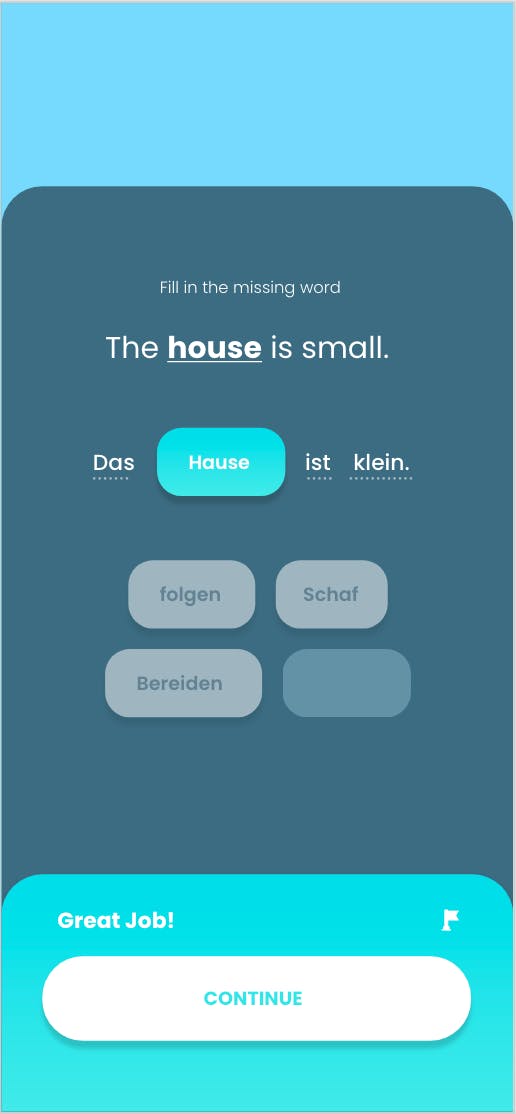 Fill in the missing word
The house is small.
Das Hause ist klein.
folgen Schaf
Bereiden
Great Job!
CONTINUE